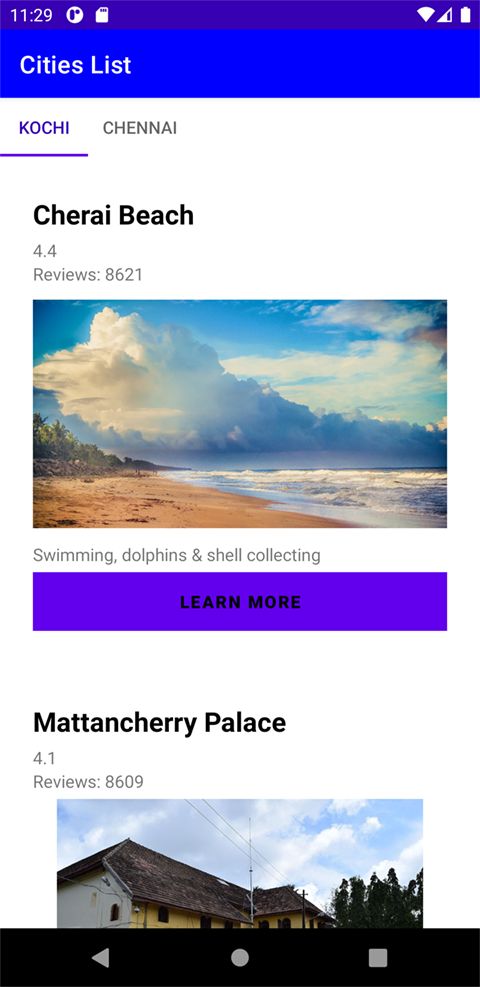 11:29
Cities List
KOCHI CHENNAI
Cherai Beach
4.4
Reviews: 8621
Swimming, dolphins & shell collecting
LEARN MORE
Mattancherry Palace
4.1
Reviews: 8609